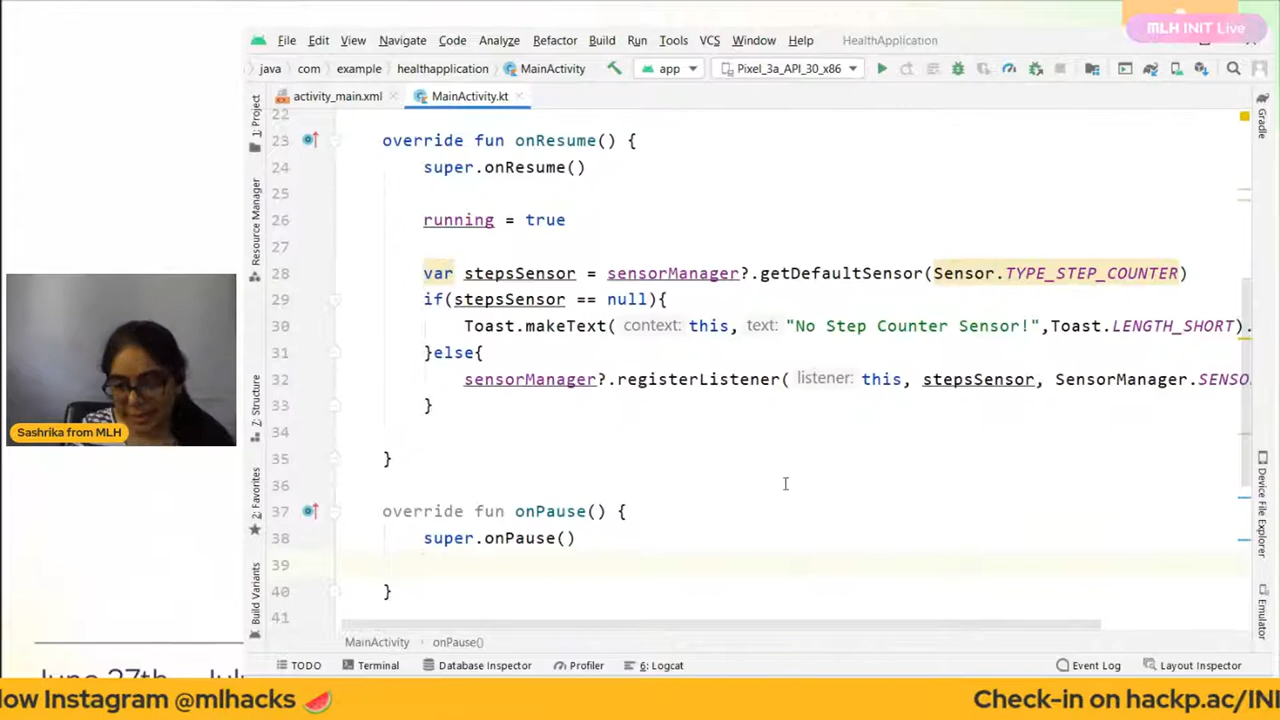 MLH INIT Live
File Edit View Navigate Code Analyze Refactor Build Run Tools VCS Window Help HealthApplication
java com example healthapplication MainActivity app Pixel_3a_API_30_x86
activity_main.xml MainActivity.kt
1: Project
Resource Manager
Z: Structure
2: Favorites
Build Variants
Gradle
Device File Explorer
Emulator
22
23 override fun onResume() {
24 super.onResume()
25
26 running = true
27
28 var stepsSensor = sensorManager?.getDefaultSensor(Sensor.TYPE_STEP_COUNTER)
29 if(stepsSensor == null){
30 Toast.makeText( context: this, text: "No Step Counter Sensor!",Toast.LENGTH_SHORT).
31 }else{
32 sensorManager?.registerListener( listener: this, stepsSensor, SensorManager.SENSO
33 }
34
35 }
36
37 override fun onPause() {
38 super.onPause()
39
40 }
41
Sashrika from MLH
MainActivity onPause()
TODO Terminal Database Inspector Profiler 6: Logcat Event Log Layout Inspector
low Instagram @mlhacks 🍉 Check-in on hackp.ac/INI